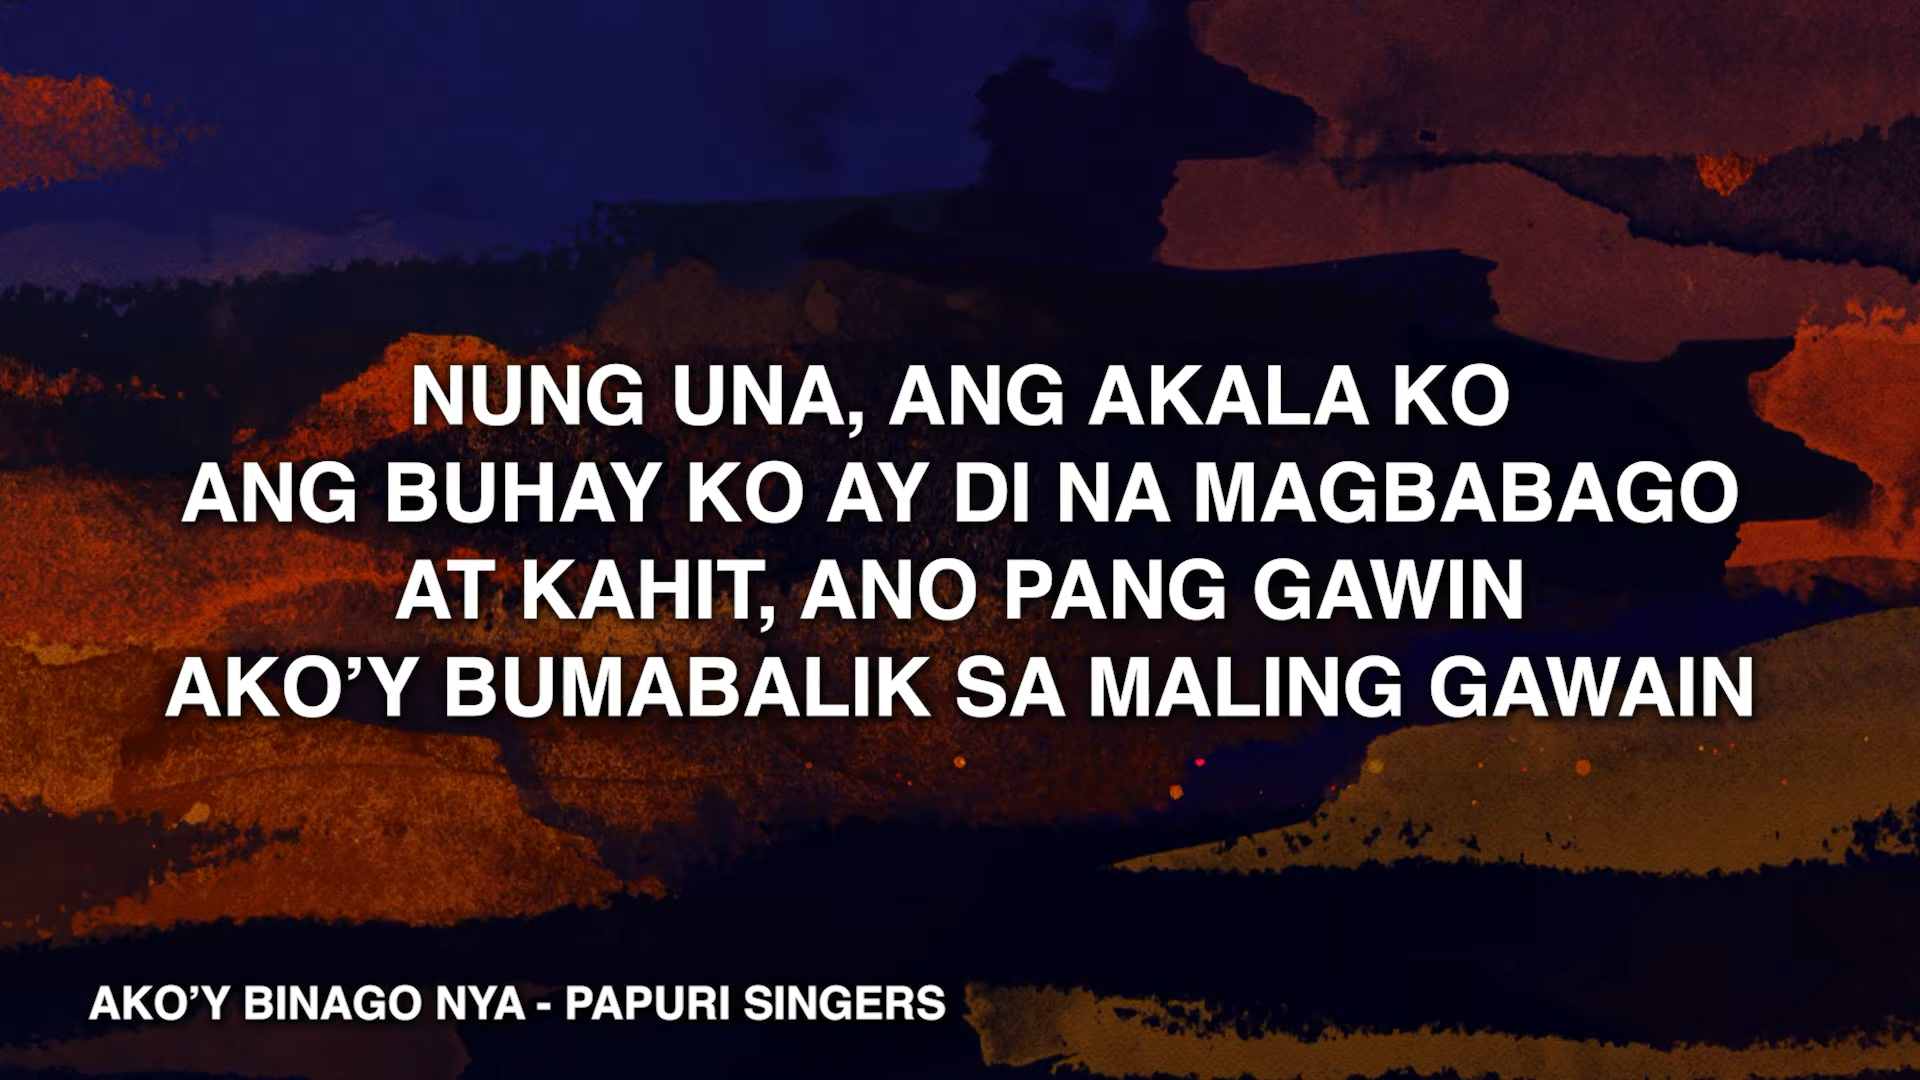 NUNG UNA, ANG AKALA KO
ANG BUHAY KO AY DI NA MAGBABAGO
AT KAHIT, ANO PANG GAWIN
AKO’Y BUMABALIK SA MALING GAWAIN
AKO’Y BINAGO NYA - PAPURI SINGERS